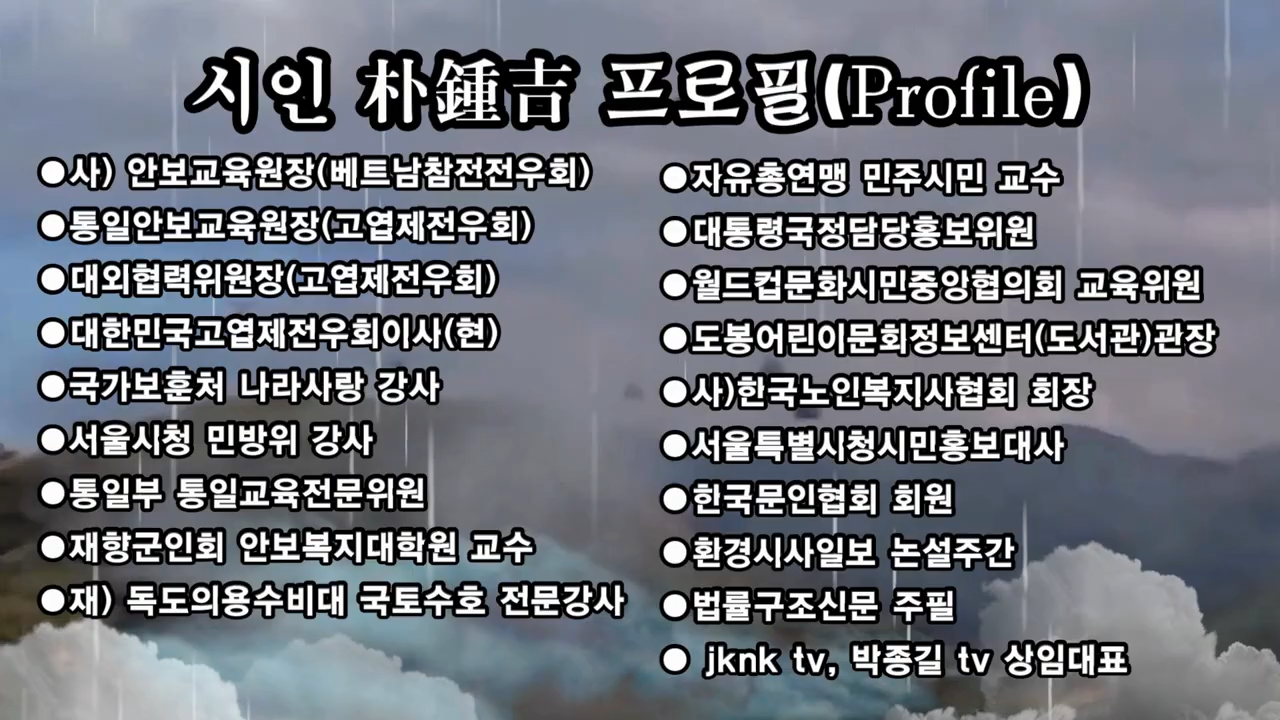 시인 朴鍾吉 프로필(Profile)
●사) 안보교육원장(베트남참전전우회)
●통일안보교육원장(고엽제전우회)
●대외협력위원장(고엽제전우회)
●대한민국고엽제전우회이사(현)
●국가보훈처 나라사랑 강사
●서울시청 민방위 강사
●통일부 통일교육전문위원
●재향군인회 안보복지대학원 교수
●재) 독도의용수비대 국토수호 전문강사
●자유총연맹 민주시민 교수
●대통령국정담당홍보위원
●월드컵문화시민중앙협의회 교육위원
●도봉어린이문회정보센터(도서관)관장
●사)한국노인복지사협회 회장
●서울특별시청시민홍보대사
●한국문인협회 회원
●환경시사일보 논설주간
●법률구조신문 주필
● jknk tv, 박종길 tv 상임대표